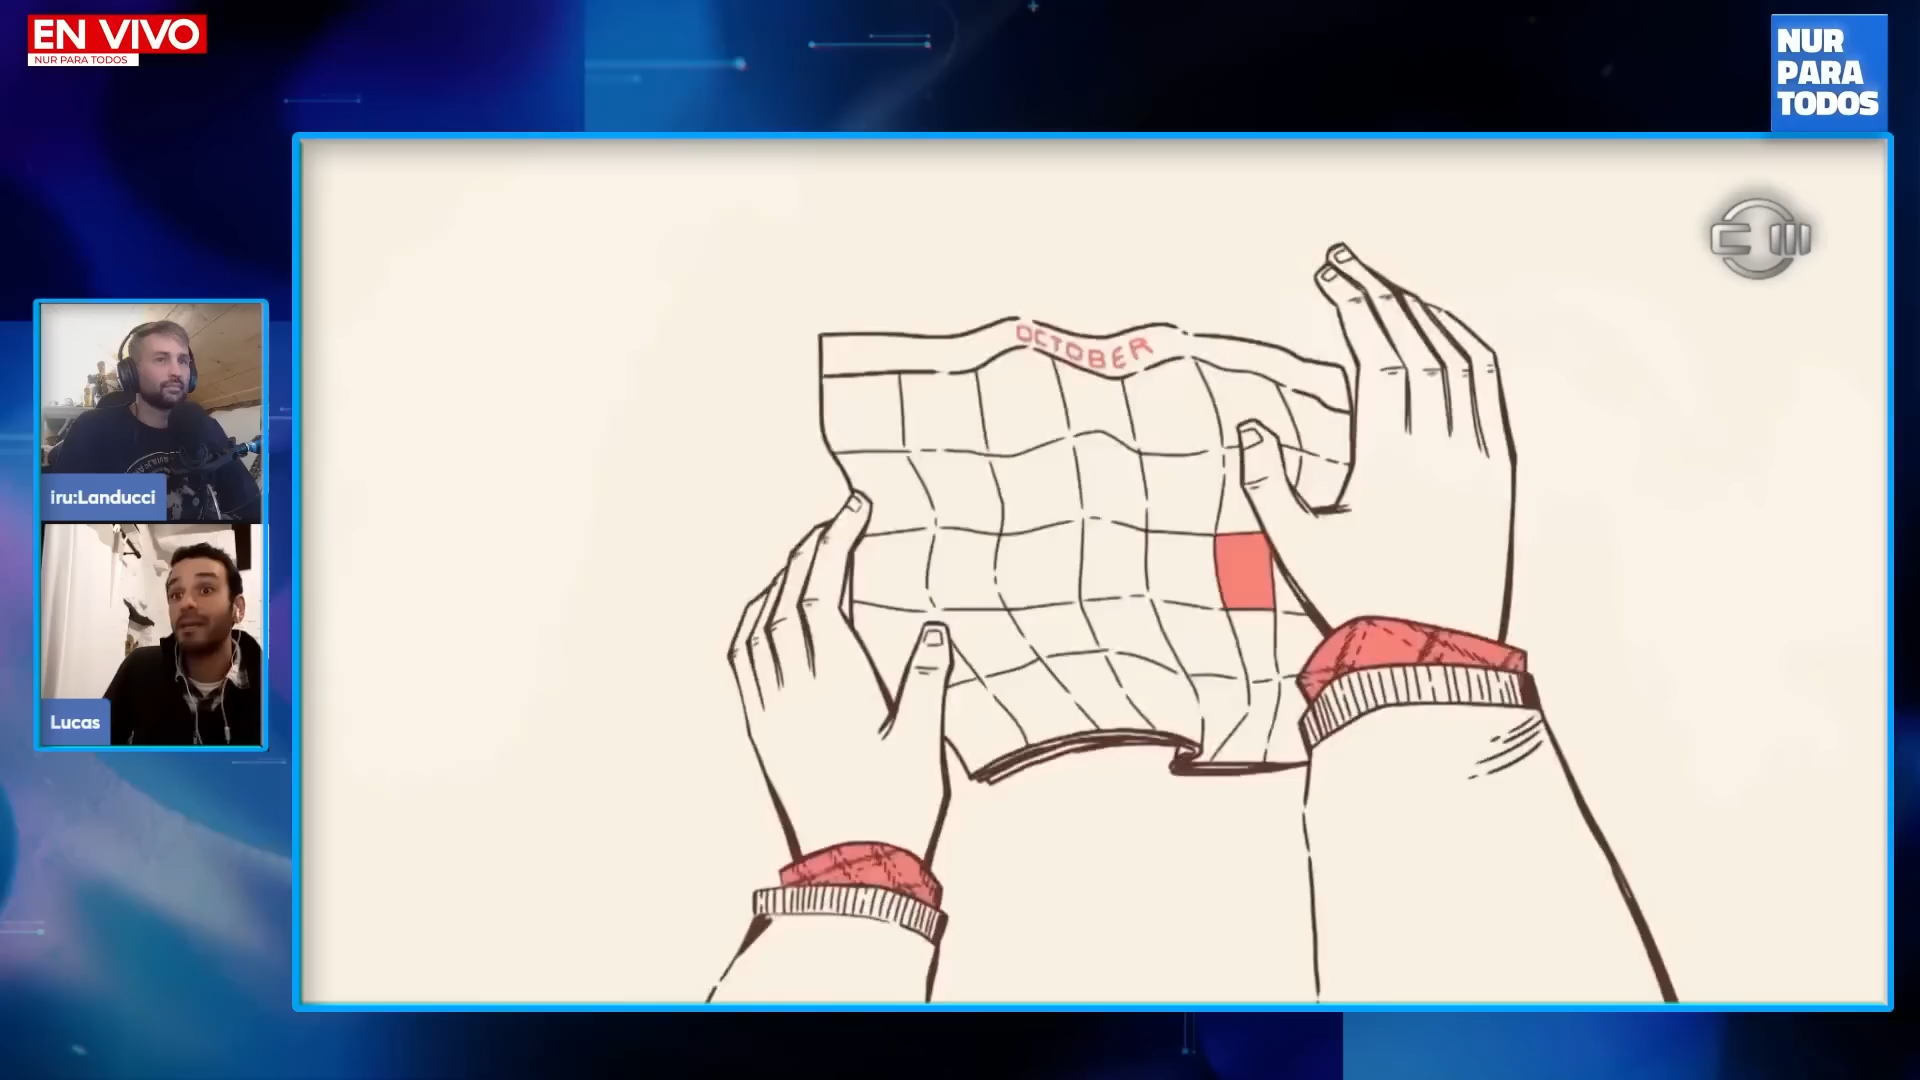 EN VIVO
NUR PARA TODOS
NUR
PARA
TODOS
OCTOBER
iru:Landucci
Lucas